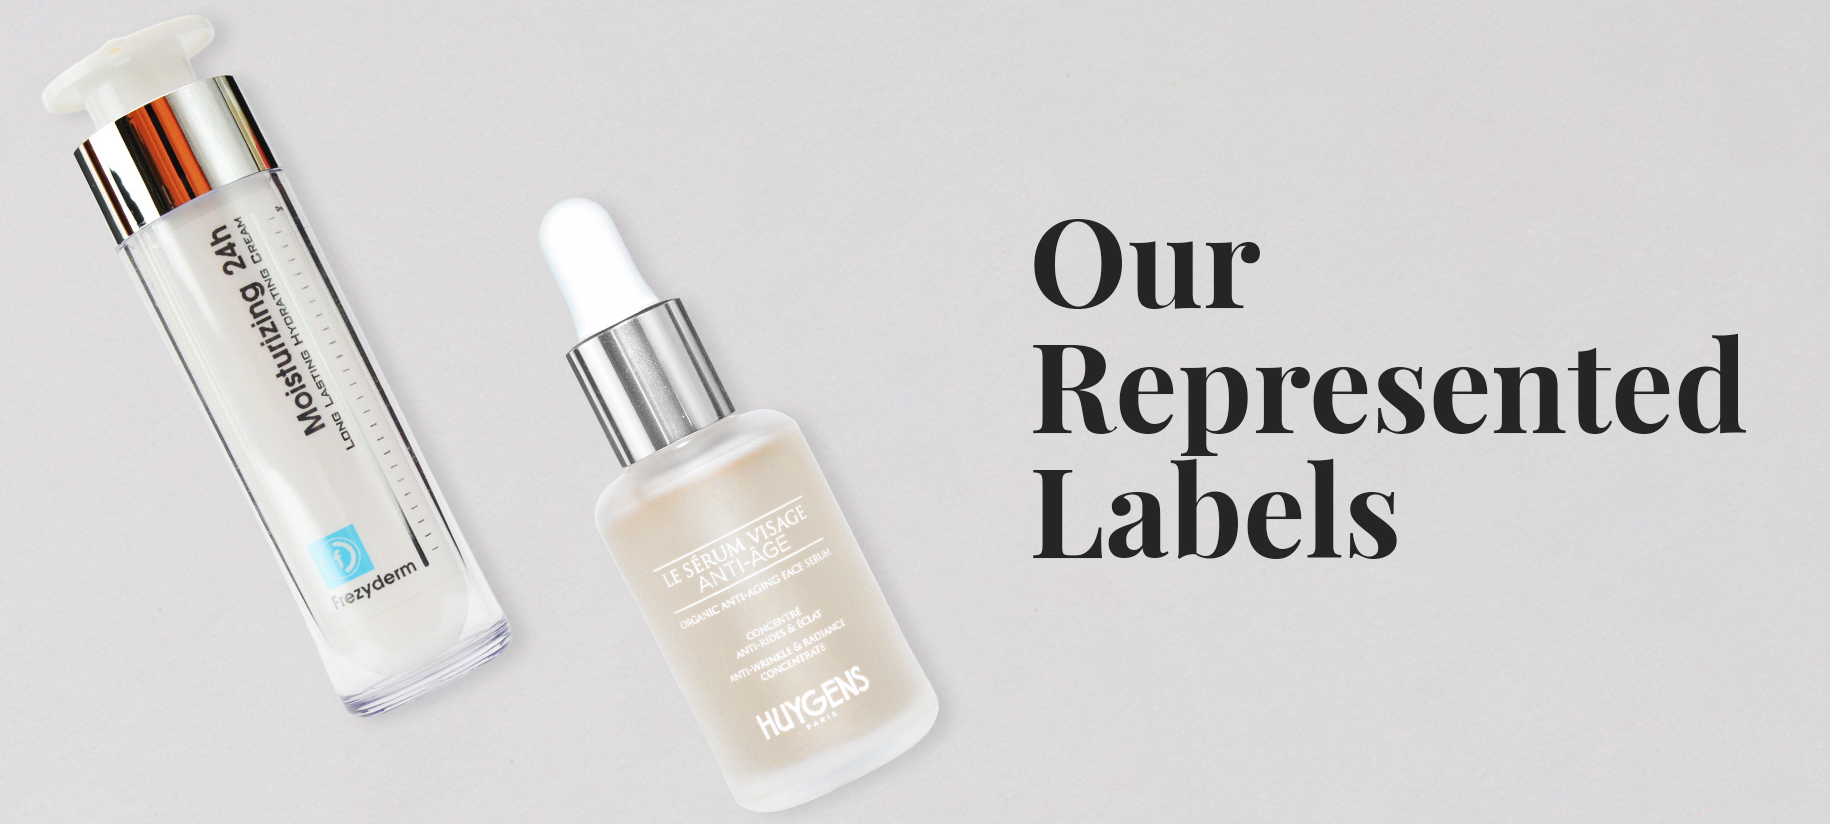 Moisturizing 24h
LONG LASTING HYDRATING CREAM
f
Frezyderm
LE SÉRUM VISAGE
ANTI-ÂGE
ORGANIC ANTI-AGING FACE SERUM
CONCENTRÉ
ANTI-RIDES & ÉCLAT
ANTI-WRINKLE & RADIANCE
CONCENTRATE
HUYGENS
PARIS
Our
Represented
Labels